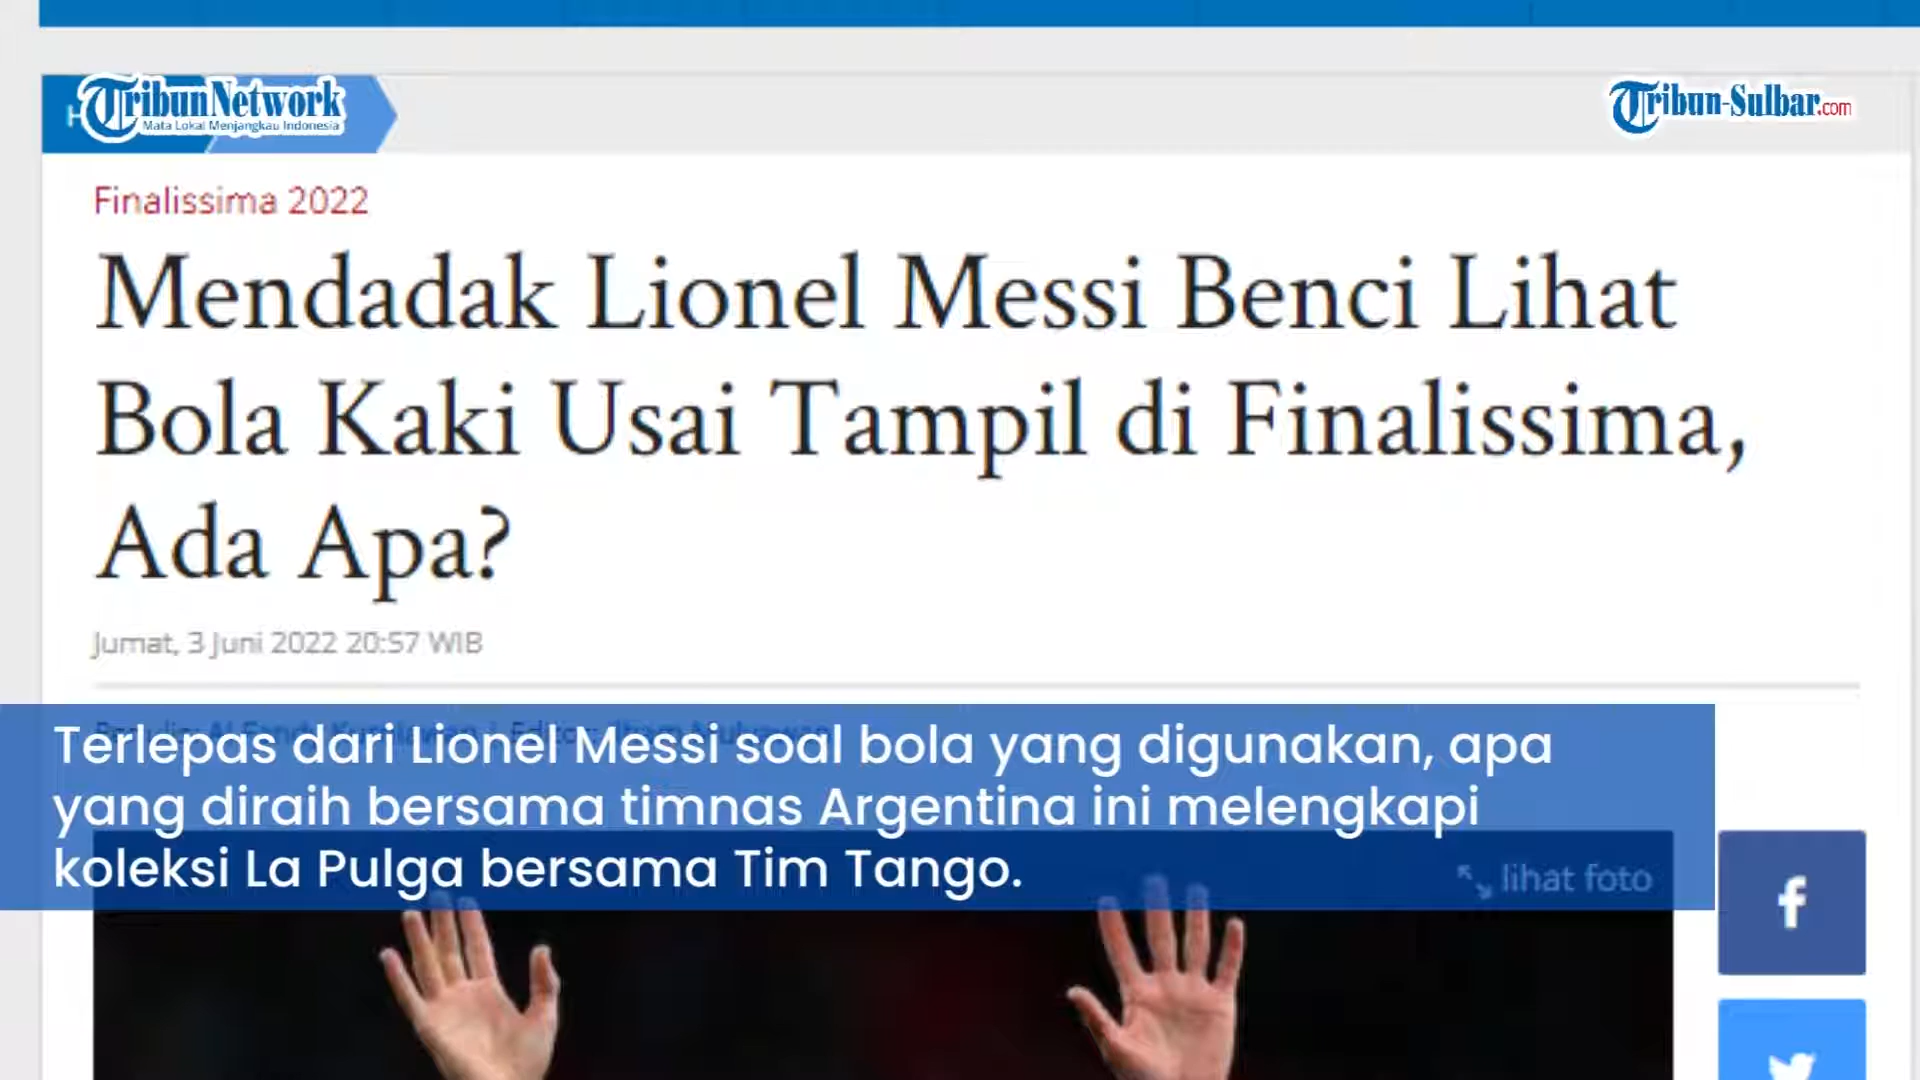 TribunNetwork
Mata Lokal Menjangkau Indonesia
Tribun-Sulbar.com
Finalissima 2022
Mendadak Lionel Messi Benci Lihat
Bola Kaki Usai Tampil di Finalissima,
Ada Apa?
Jumat, 3 Juni 2022 20:57 WIB
Terlepas dari Lionel Messi soal bola yang digunakan, apa
yang diraih bersama timnas Argentina ini melengkapi
koleksi La Pulga bersama Tim Tango.
lihat foto
f